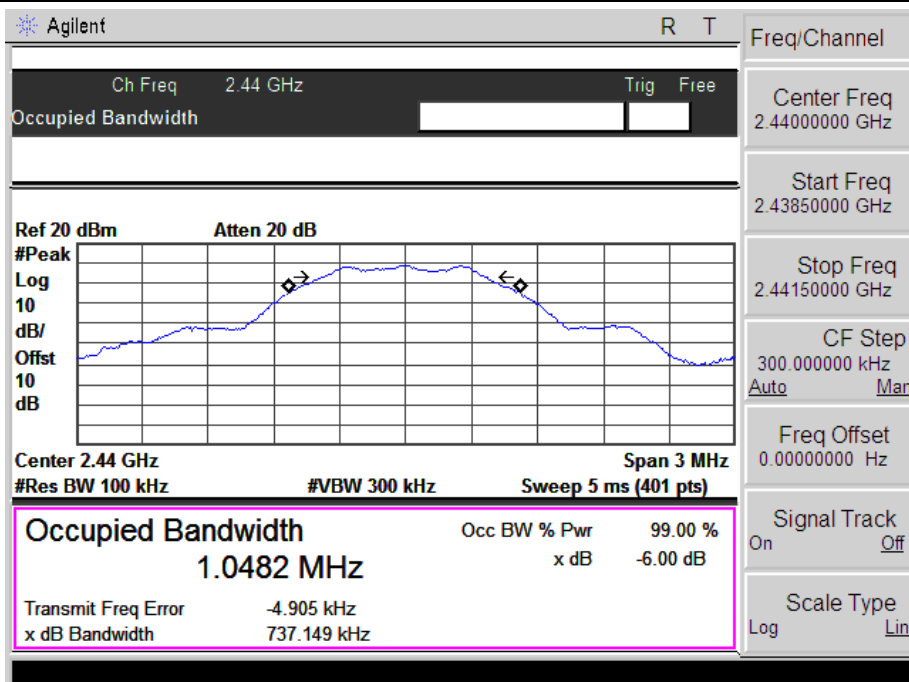 Agilent R T
Ch Freq 2.44 GHz Trig Free
Occupied Bandwidth
Ref 20 dBm Atten 20 dB
#Peak
Log
10
dB/
Offst
10
dB
Center 2.44 GHz Span 3 MHz
#Res BW 100 kHz #VBW 300 kHz Sweep 5 ms (401 pts)
Occupied Bandwidth Occ BW % Pwr 99.00 %
1.0482 MHz x dB -6.00 dB
Transmit Freq Error -4.905 kHz
x dB Bandwidth 737.149 kHz
Freq/Channel
Center Freq
2.44000000 GHz
Start Freq
2.43850000 GHz
Stop Freq
2.44150000 GHz
CF Step
300.000000 kHz
Auto Man
Freq Offset
0.00000000 Hz
Signal Track
On Off
Scale Type
Log Lin